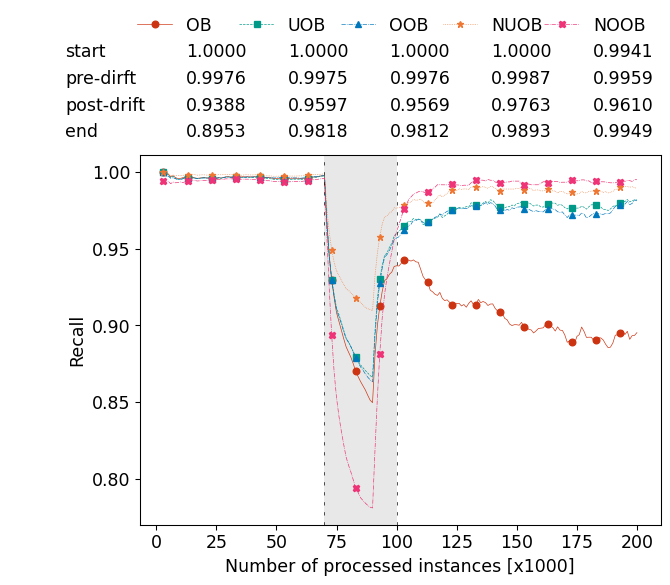 OB UOB OOB NUOB NOOB
start 1.0000 1.0000 1.0000 1.0000 0.9941
pre-dirft 0.9976 0.9975 0.9976 0.9987 0.9959
post-drift 0.9388 0.9597 0.9569 0.9763 0.9610
end 0.8953 0.9818 0.9812 0.9893 0.9949
1.00
0.95
0.90
0.85
0.80
Recall
0 25 50 75 100 125 150 175 200
Number of processed instances [x1000]